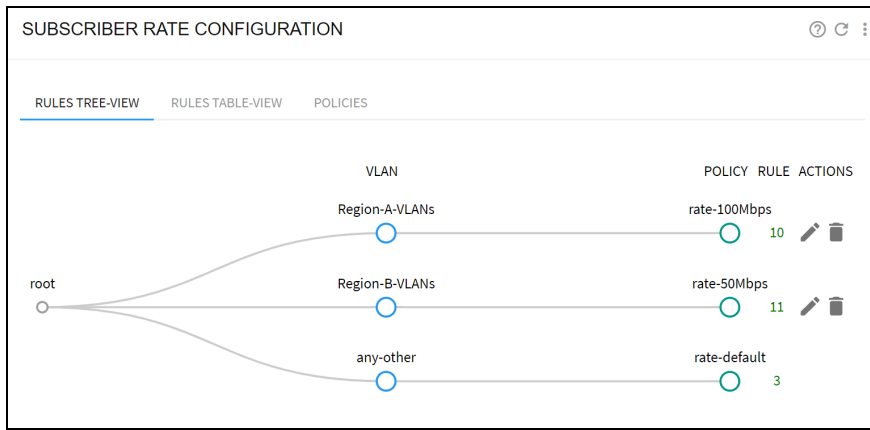 SUBSCRIBER RATE CONFIGURATION
RULES TREE-VIEW RULES TABLE-VIEW POLICIES
VLAN POLICY RULE ACTIONS
Region-A-VLANs rate-100Mbps
10
root Region-B-VLANs rate-50Mbps
11
any-other rate-default
3